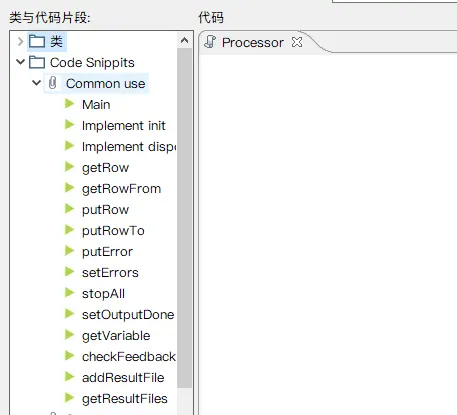 类与代码片段: 代码
类 Processor
Code Snippits
Common use
Main
Implement init
Implement disp
getRow
getRowFrom
putRow
putRowTo
putError
setErrors
stopAll
setOutputDone
getVariable
checkFeedback
addResultFile
getResultFiles